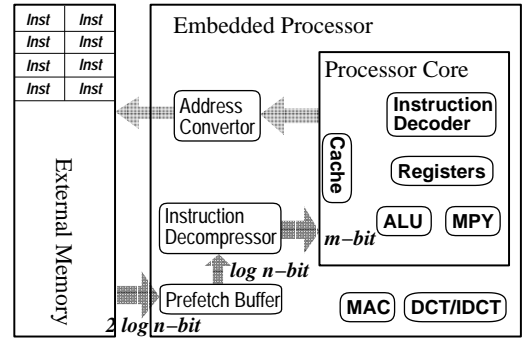 Inst Inst
Inst Inst
Inst Inst
Inst Inst
External Memory
Embedded Processor
Processor Core
Address
Convertor
Instruction
Decoder
Cache
Registers
Instruction
Decompressor
ALU MPY
m-bit
log n-bit
Prefetch Buffer
2 log n-bit
MAC DCT/IDCT